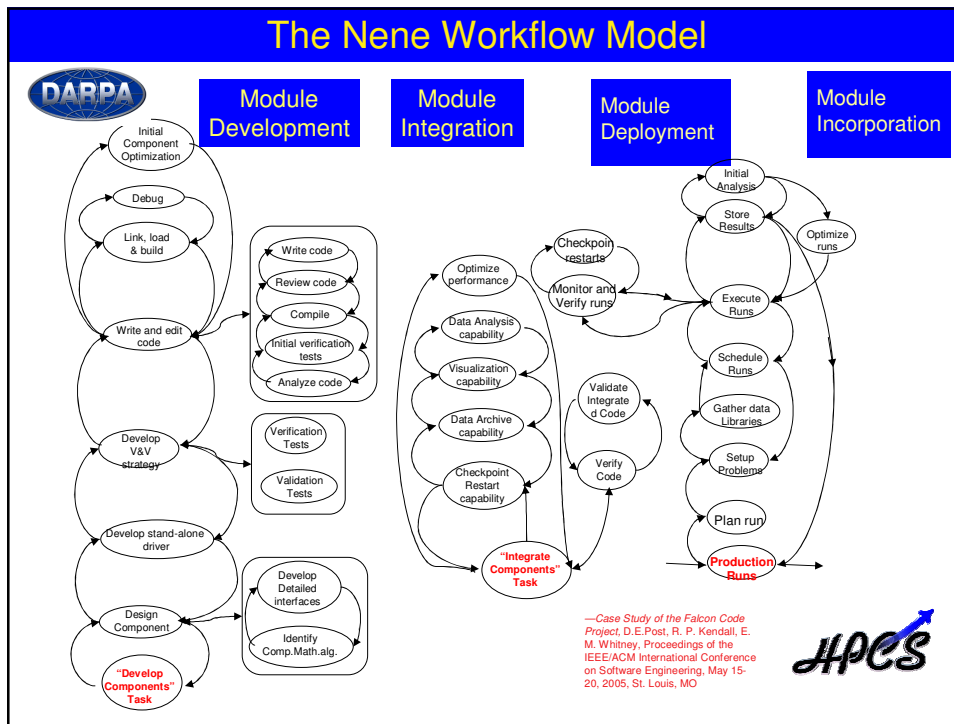 The Nene Workflow Model
DARPA
Module
Development
Module
Integration
Module
Deployment
Module
Incorporation
Initial
Component
Optimization
Debug
Link, load
& build
Write and edit
code
Develop
V&V
strategy
Develop stand-alone
driver
Design
Component
"Develop
Components"
Task
Write code
Review code
Compile
Initial verification
tests
Analyze code
Verification
Tests
Validation
Tests
Develop
Detailed
interfaces
Identify
Comp.Math.alg.
Optimize
performance
Data Analysis
capability
Visualization
capability
Data Archive
capability
Checkpoint
Restart
capability
"Integrate
Components"
Task
Checkpoin
restarts
Monitor and
Verify runs
Validate
Integrate
d Code
Verify
Code
Initial
Analysis
Store
Results
Optimize
runs
Execute
Runs
Schedule
Runs
Gather data
Libraries
Setup
Problems
Plan run
Production
Runs
—Case Study of the Falcon Code
Project, D.E.Post, R. P. Kendall, E.
M. Whitney, Proceedings of the
IEEE/ACM International Conference
on Software Engineering, May 15-
20, 2005, St. Louis, MO
HPCS